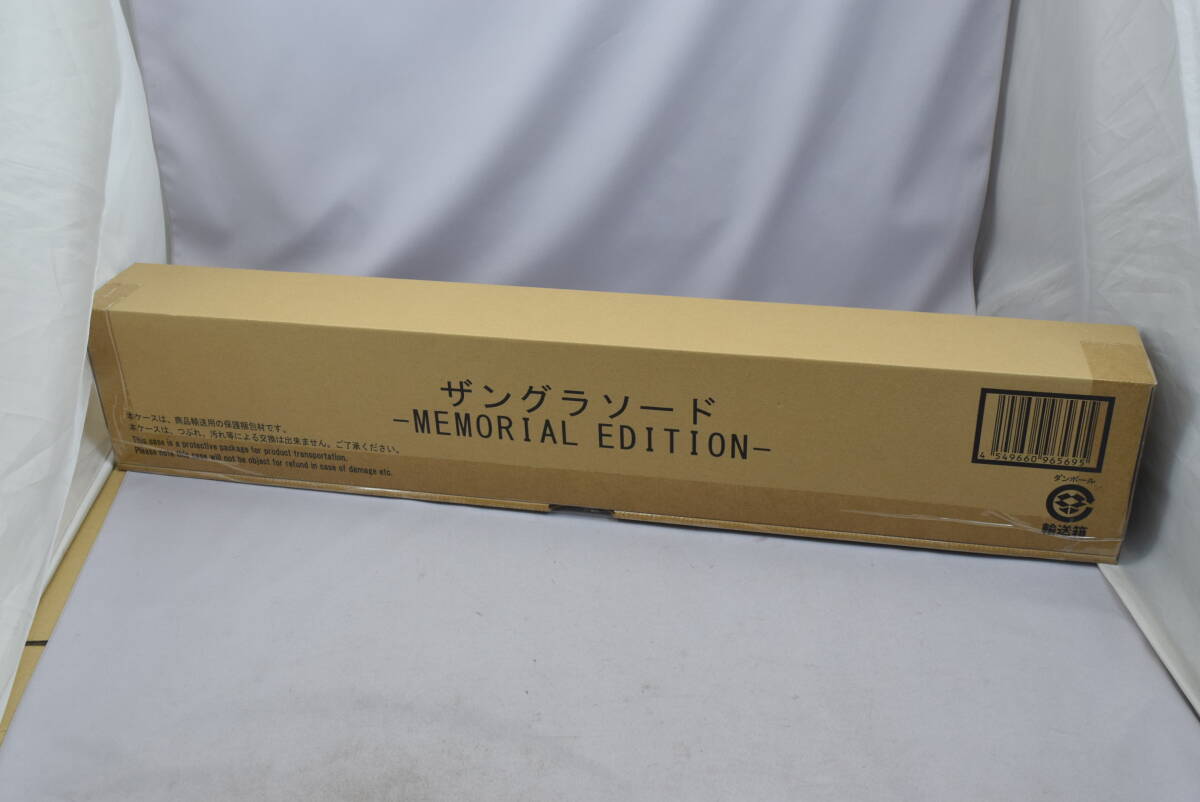 ザングラソード
-MEMORIAL EDITION-
本ケースは、商品輸送用の保護梱包材です。
本ケースは、つぶれ、汚れ等による交換は出来ません。ご了承ください。
This case is a protective package for product transportation.
Please note this case will not be object for refund in case of damage etc.
4 549660 965695
ダンボール
輸送箱